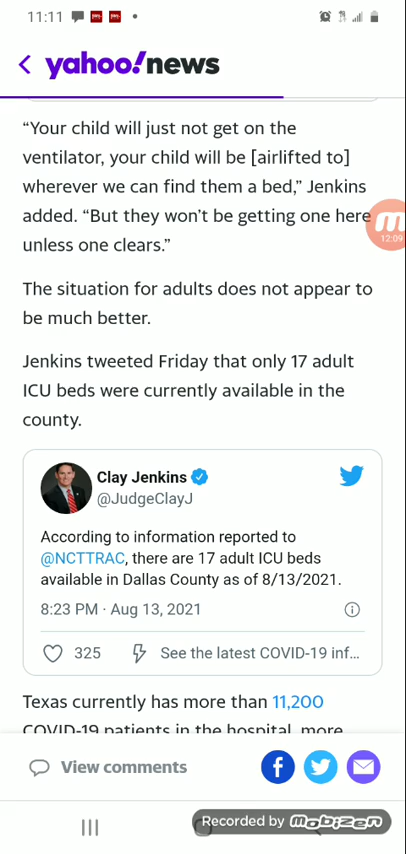 11:11
yahoo!news
“Your child will just not get on the
ventilator, your child will be [airlifted to]
wherever we can find them a bed,” Jenkins
added. “But they won’t be getting one here
unless one clears.”
12:09
The situation for adults does not appear to
be much better.
Jenkins tweeted Friday that only 17 adult
ICU beds were currently available in the
county.
Clay Jenkins
@JudgeClayJ
According to information reported to
@NCTTRAC, there are 17 adult ICU beds
available in Dallas County as of 8/13/2021.
8:23 PM · Aug 13, 2021
325 See the latest COVID-19 inf...
Texas currently has more than 11,200
COVID-19 patients in the hospital, more
View comments
Recorded by mobizen